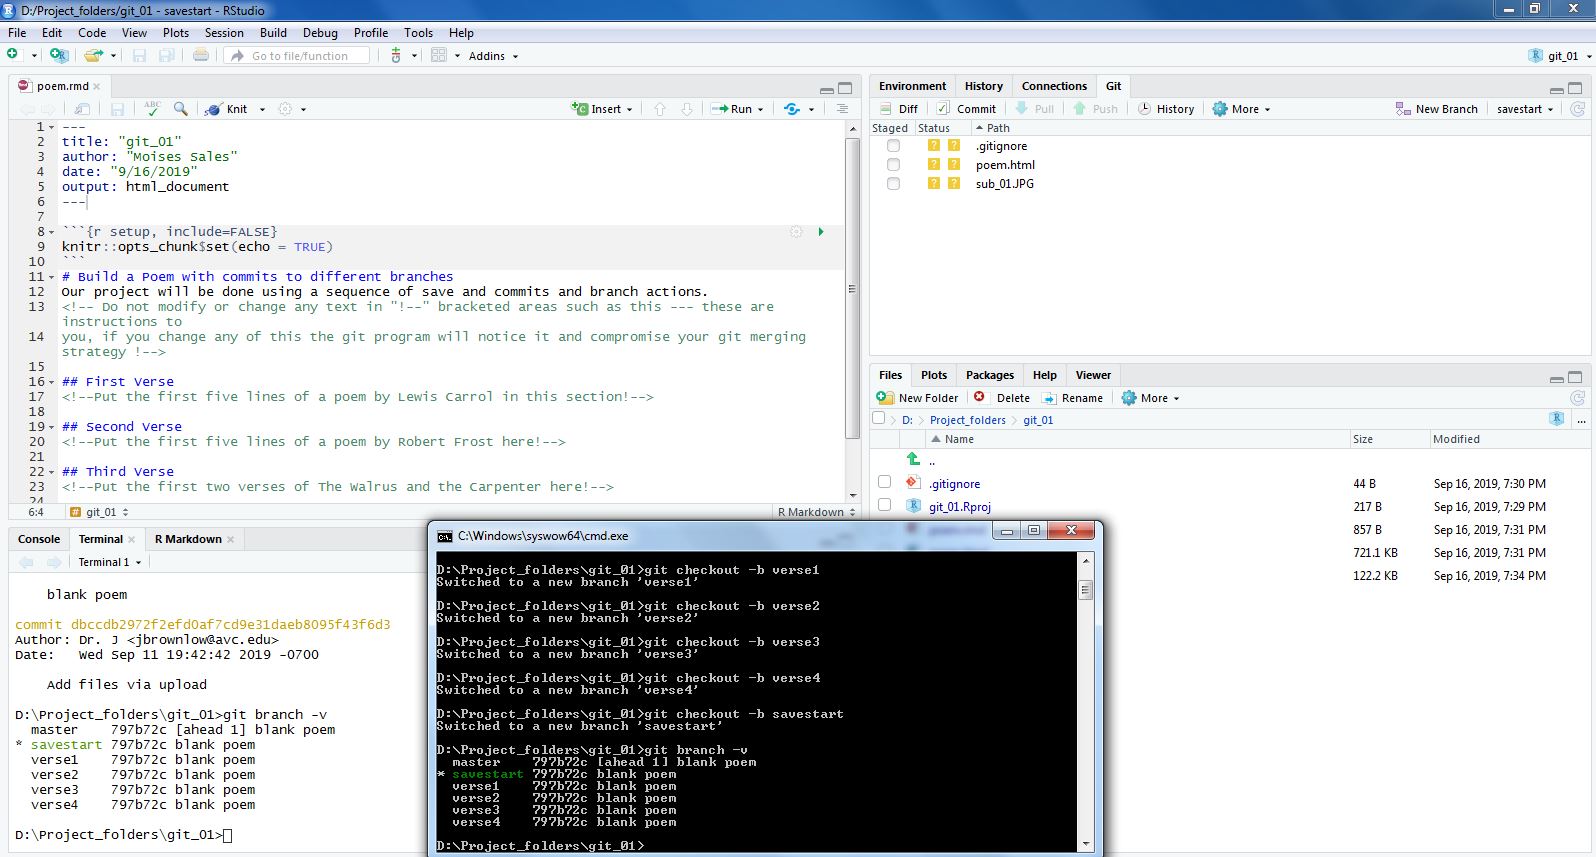 D:/Project_folders/git_01 - savestart - RStudio
File Edit Code View Plots Session Build Debug Profile Tools Help
Go to file/function Addins git_01
poem.rmd
ABC Knit Insert Run
1 ---
2 title: "git_01"
3 author: "Moises Sales"
4 date: "9/16/2019"
5 output: html_document
6 ---
7
8 ```{r setup, include=FALSE}
9 knitr::opts_chunk$set(echo = TRUE)
10 ```
11 # Build a Poem with commits to different branches
12 Our project will be done using a sequence of save and commits and branch actions.
13 <!-- Do not modify or change any text in "!--" bracketed areas such as this --- these are
instructions to
14 you, if you change any of this the git program will notice it and compromise your git merging
strategy !-->
15
16 ## First Verse
17 <!--Put the first five lines of a poem by Lewis Carrol in this section!-->
18
19 ## Second Verse
20 <!--Put the first five lines of a poem by Robert Frost here!-->
21
22 ## Third Verse
23 <!--Put the first two verses of The Walrus and the Carpenter here!-->
24
6:4 git_01 R Markdown
Environment History Connections Git
Diff Commit Pull Push History More New Branch savestart
Staged Status Path
? ? .gitignore
? ? poem.html
? ? sub_01.JPG
Files Plots Packages Help Viewer
New Folder Delete Rename More
D: Project_folders git_01 ...
Name Size Modified
..
.gitignore 44 B Sep 16, 2019, 7:30 PM
git_01.Rproj 217 B Sep 16, 2019, 7:29 PM
857 B Sep 16, 2019, 7:31 PM
721.1 KB Sep 16, 2019, 7:31 PM
122.2 KB Sep 16, 2019, 7:34 PM
Console Terminal R Markdown
Terminal 1
blank poem
commit dbccdb2972f2efd0af7cd9e31daeb8095f43f6d3
Author: Dr. J <jbrownlow@avc.edu>
Date: Wed Sep 11 19:42:42 2019 -0700
Add files via upload
D:\Project_folders\git_01>git branch -v
master 797b72c [ahead 1] blank poem
* savestart 797b72c blank poem
verse1 797b72c blank poem
verse2 797b72c blank poem
verse3 797b72c blank poem
verse4 797b72c blank poem
D:\Project_folders\git_01>
C:\Windows\syswow64\cmd.exe
D:\Project_folders\git_01>git checkout -b verse1
Switched to a new branch 'verse1'
D:\Project_folders\git_01>git checkout -b verse2
Switched to a new branch 'verse2'
D:\Project_folders\git_01>git checkout -b verse3
Switched to a new branch 'verse3'
D:\Project_folders\git_01>git checkout -b verse4
Switched to a new branch 'verse4'
D:\Project_folders\git_01>git checkout -b savestart
Switched to a new branch 'savestart'
D:\Project_folders\git_01>git branch -v
master 797b72c [ahead 1] blank poem
* savestart 797b72c blank poem
verse1 797b72c blank poem
verse2 797b72c blank poem
verse3 797b72c blank poem
verse4 797b72c blank poem
D:\Project_folders\git_01>